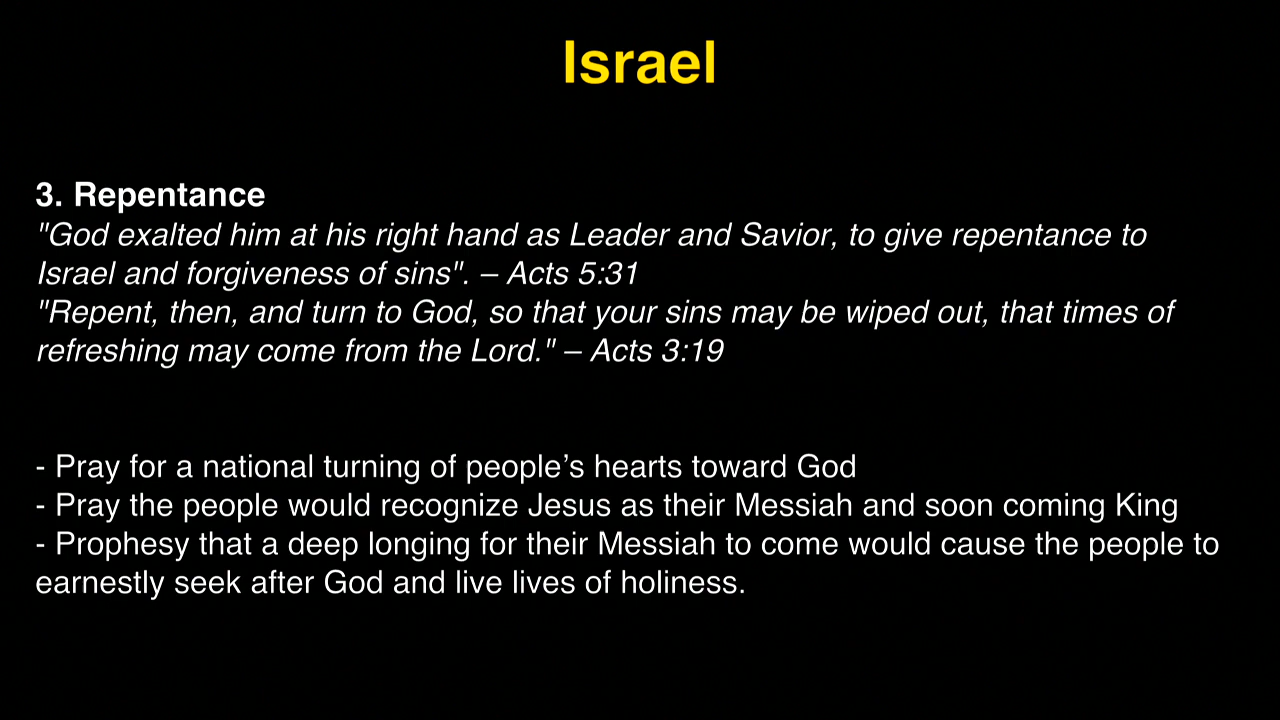 Israel
3. Repentance
"God exalted him at his right hand as Leader and Savior, to give repentance to
Israel and forgiveness of sins". – Acts 5:31
"Repent, then, and turn to God, so that your sins may be wiped out, that times of
refreshing may come from the Lord." – Acts 3:19
- Pray for a national turning of people’s hearts toward God
- Pray the people would recognize Jesus as their Messiah and soon coming King
- Prophesy that a deep longing for their Messiah to come would cause the people to
earnestly seek after God and live lives of holiness.